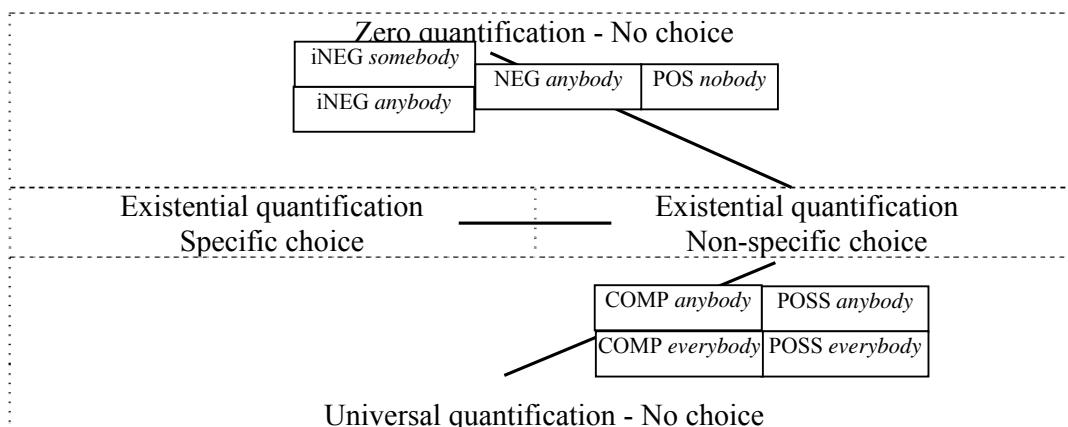 Zero quantification - No choice
iNEG somebody
NEG anybody POS nobody
iNEG anybody
Existential quantification Existential quantification
Specific choice Non-specific choice
COMP anybody POSS anybody
COMP everybody POSS everybody
Universal quantification - No choice